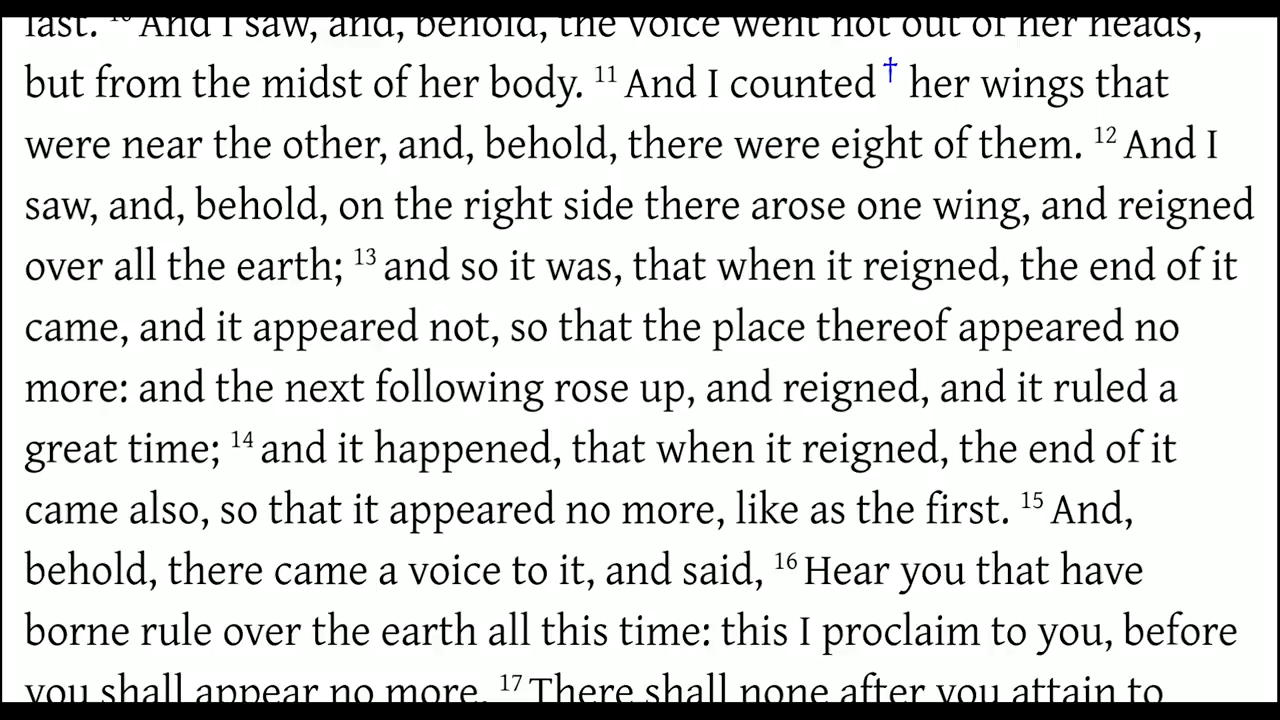 last. 10 And I saw, and, behold, the voice went not out of her heads,
but from the midst of her body. 11 And I counted † her wings that
were near the other, and, behold, there were eight of them. 12 And I
saw, and, behold, on the right side there arose one wing, and reigned
over all the earth; 13 and so it was, that when it reigned, the end of it
came, and it appeared not, so that the place thereof appeared no
more: and the next following rose up, and reigned, and it ruled a
great time; 14 and it happened, that when it reigned, the end of it
came also, so that it appeared no more, like as the first. 15 And,
behold, there came a voice to it, and said, 16 Hear you that have
borne rule over the earth all this time: this I proclaim to you, before
you shall appear no more. 17 There shall none after you attain to